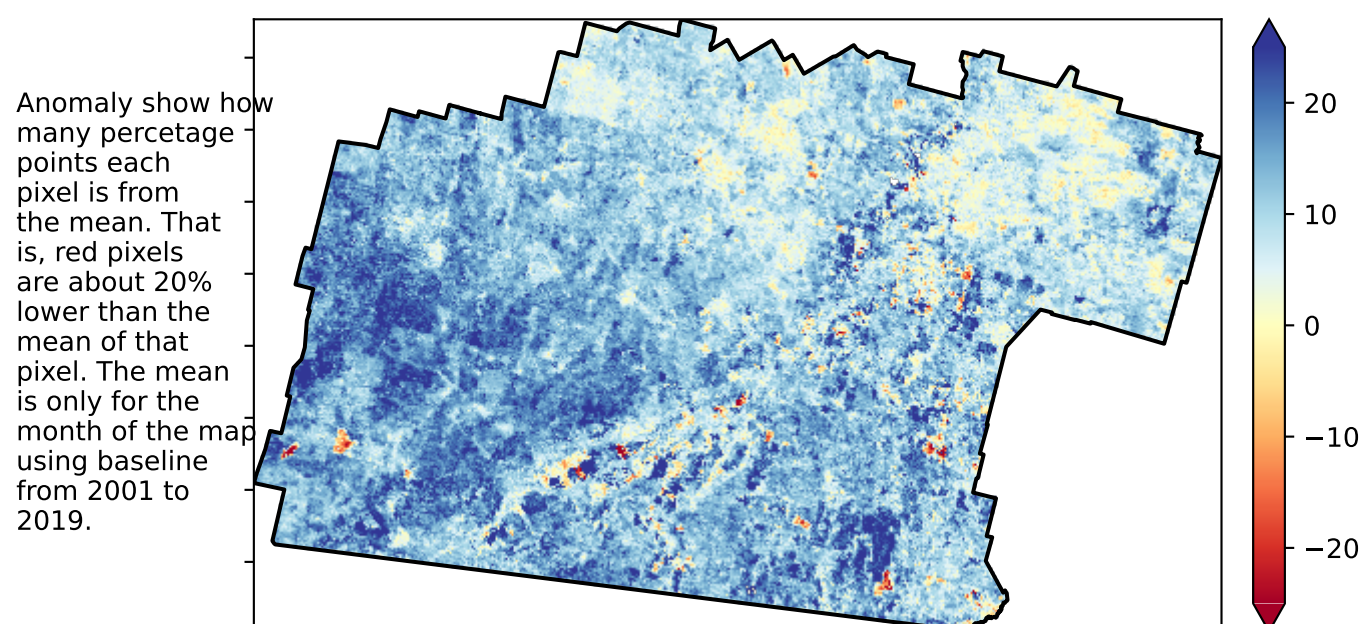 Anomaly show how
many percetage
points each
pixel is from
the mean. That
is, red pixels
are about 20%
lower than the
mean of that
pixel. The mean
is only for the
month of the map
using baseline
from 2001 to
2019.
20
10
0
−10
−20